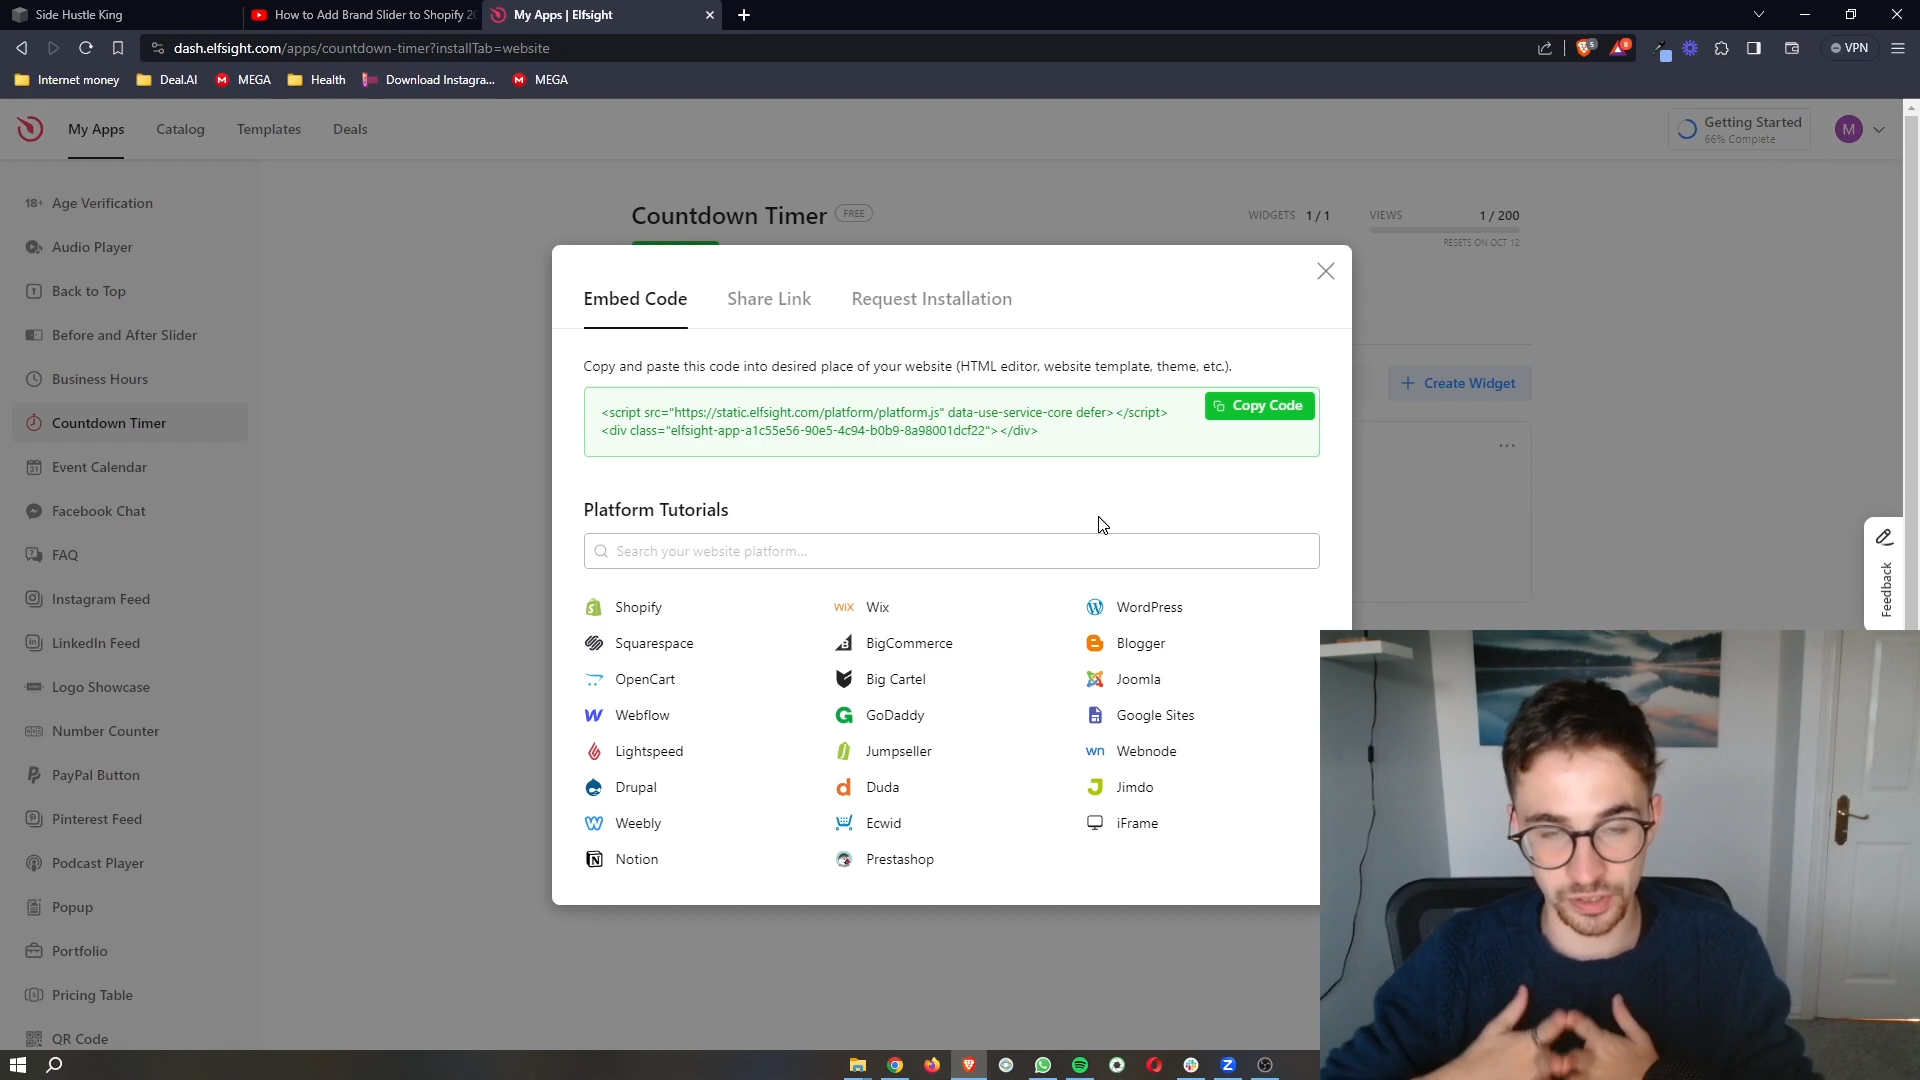 Side Hustle King
How to Add Brand Slider to Shopify 20
My Apps | Elfsight
dash.elfsight.com/apps/countdown-timer?installTab=website
5
8
VPN
Internet money
Deal.AI
MEGA
Health
Download Instagra...
MEGA
My Apps
Catalog
Templates
Deals
Getting Started
66% Complete
M
18+ Age Verification
Audio Player
Back to Top
Before and After Slider
Business Hours
Countdown Timer
Event Calendar
Facebook Chat
FAQ
Instagram Feed
LinkedIn Feed
Logo Showcase
Number Counter
PayPal Button
Pinterest Feed
Podcast Player
Popup
Portfolio
Pricing Table
QR Code
Countdown Timer FREE
WIDGETS 1 / 1
VIEWS 1 / 200
RESETS ON OCT 12
Create Widget
Embed Code
Share Link
Request Installation
Copy and paste this code into desired place of your website (HTML editor, website template, theme, etc.).
<script src="https://static.elfsight.com/platform/platform.js" data-use-service-core defer></script>
<div class="elfsight-app-a1c55e56-90e5-4c94-b0b9-8a98001dcf22"></div>
Copy Code
Platform Tutorials
Search your website platform...
Shopify
WIX Wix
WordPress
Squarespace
BigCommerce
Blogger
OpenCart
Big Cartel
Joomla
Webflow
GoDaddy
Google Sites
Lightspeed
Jumpseller
wn Webnode
Drupal
Duda
Jimdo
Weebly
Ecwid
iFrame
Notion
Prestashop
Feedback